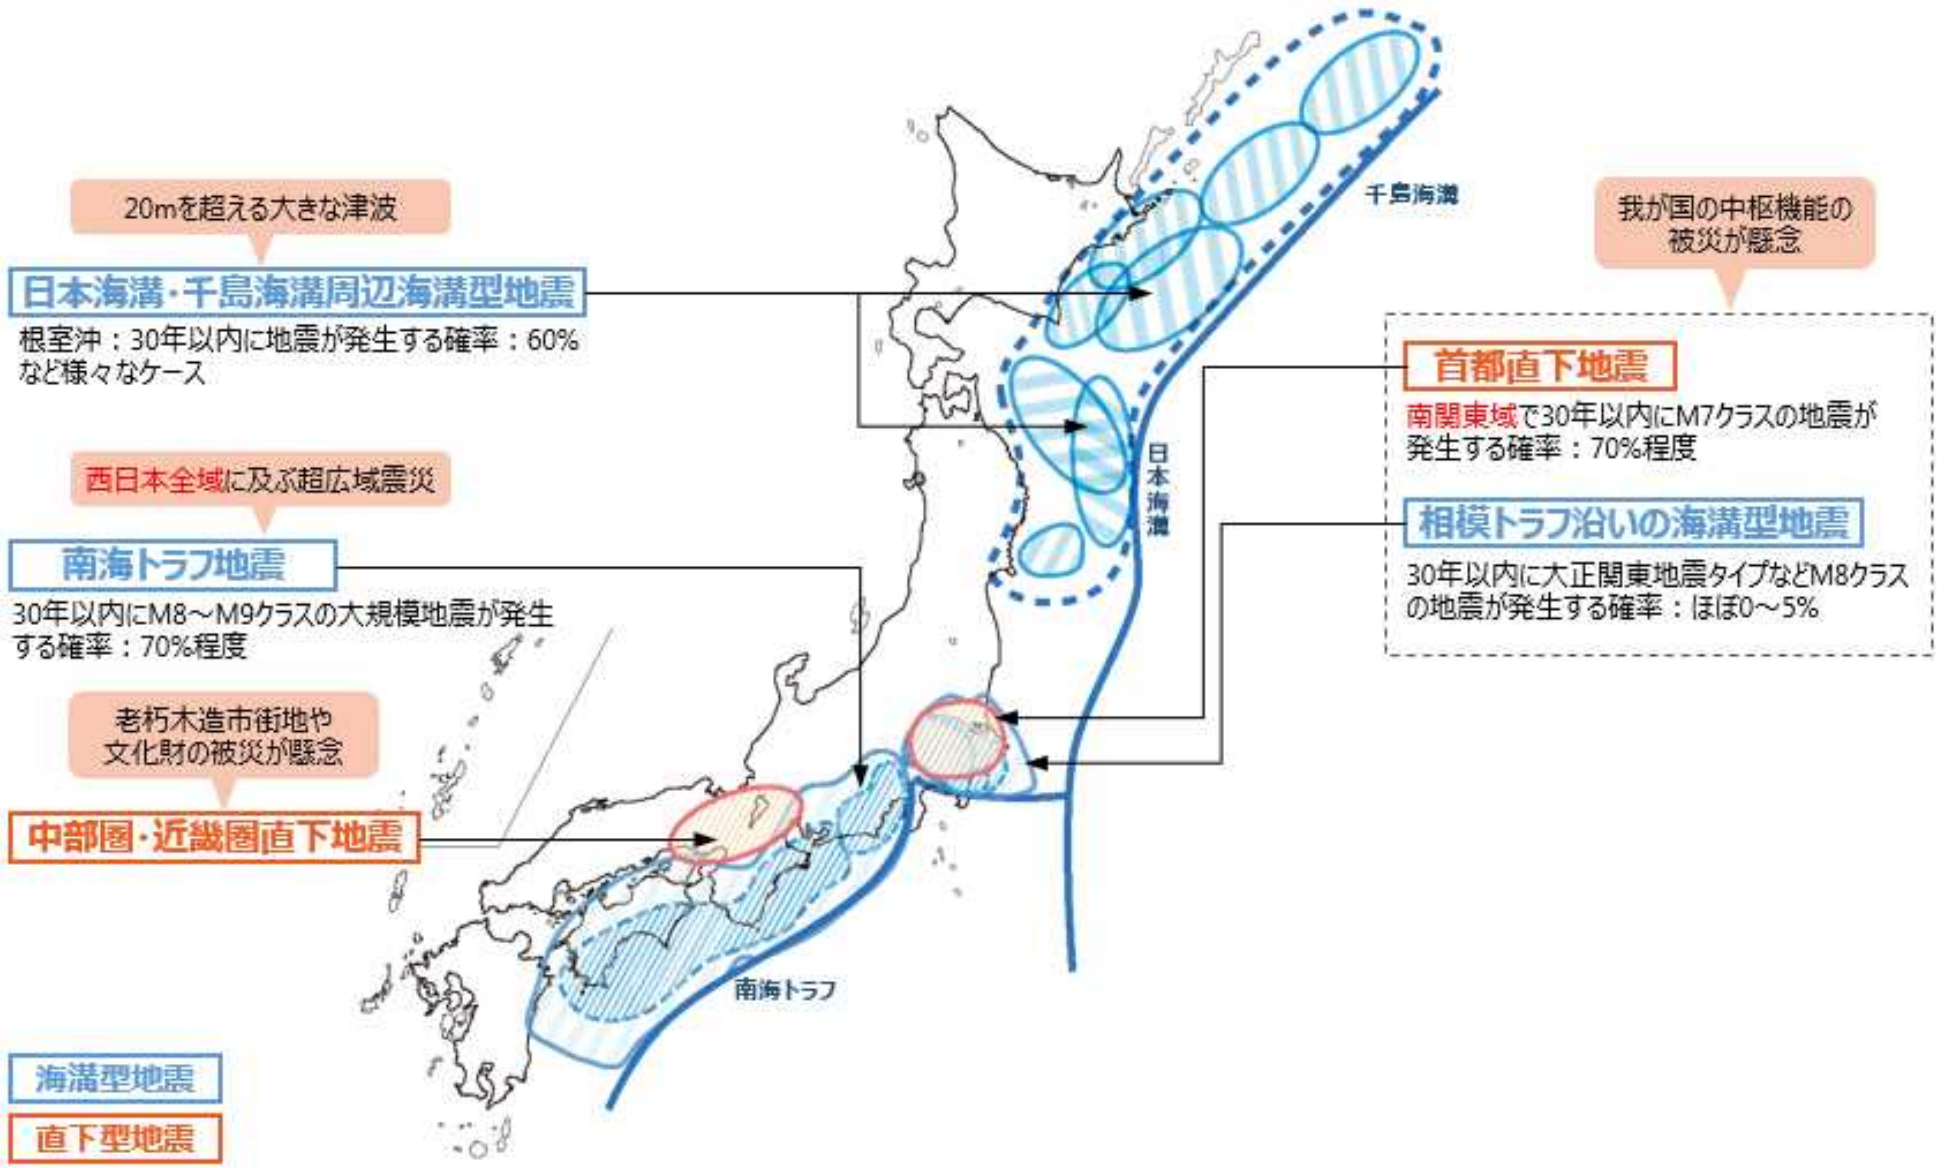 20mを超える大きな津波
日本海溝・千島海溝周辺海溝型地震
根室沖：30年以内に地震が発生する確率：60%
など様々なケース
西日本全域に及ぶ超広域震災
南海トラフ地震
30年以内にM8～M9クラスの大規模地震が発生
する確率：70%程度
老朽木造市街地や
文化財の被災が懸念
中部圏・近畿圏直下地震
海溝型地震
直下型地震
千島海溝
日本海溝
南海トラフ
我が国の中枢機能の
被災が懸念
首都直下地震
南関東域で30年以内にM7クラスの地震が
発生する確率：70%程度
相模トラフ沿いの海溝型地震
30年以内に大正関東地震タイプなどM8クラス
の地震が発生する確率：ほぼ0～5%